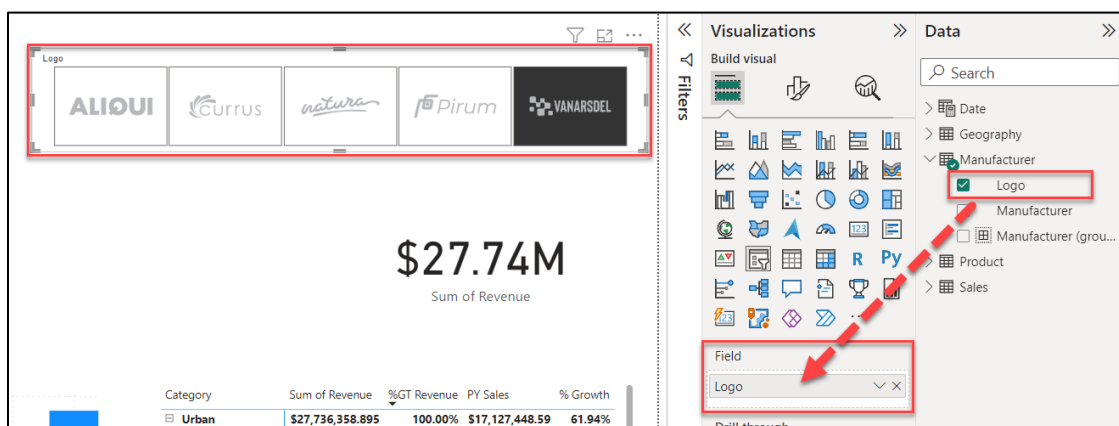 Logo
ALIQUI
Currus
natura
Pirum
VANARSDEL
$27.74M
Sum of Revenue
Category Sum of Revenue %GT Revenue PY Sales % Growth
Urban $27,736,358.895 100.00% $17,127,448.59 61.94%
Filters
Visualizations
Build visual
123
R Py
123
Field
Logo
Drill through
Data
Search
Date
Geography
Manufacturer
Logo
Manufacturer
Manufacturer (grou...
Product
Sales